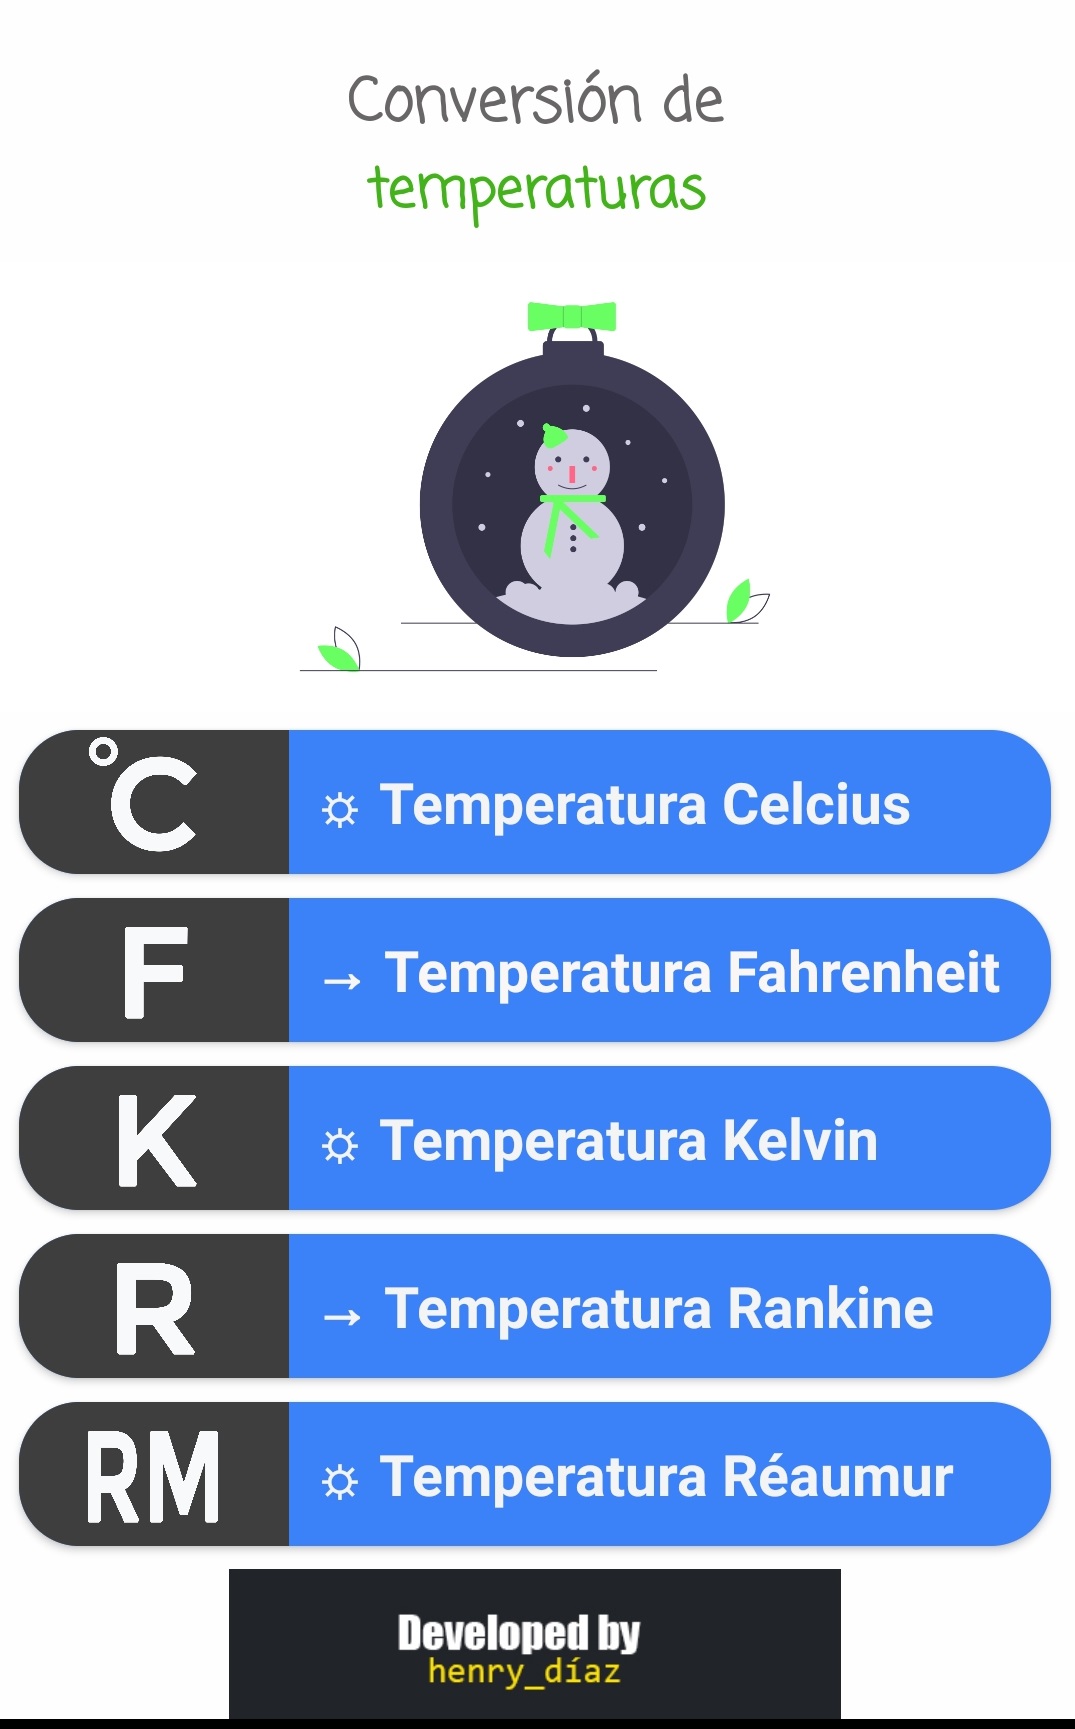 Conversión de
temperaturas
°C
☼ Temperatura Celcius
F
→ Temperatura Fahrenheit
K
☼ Temperatura Kelvin
R
→ Temperatura Rankine
RM
☼ Temperatura Réaumur
Developed by
henry_díaz